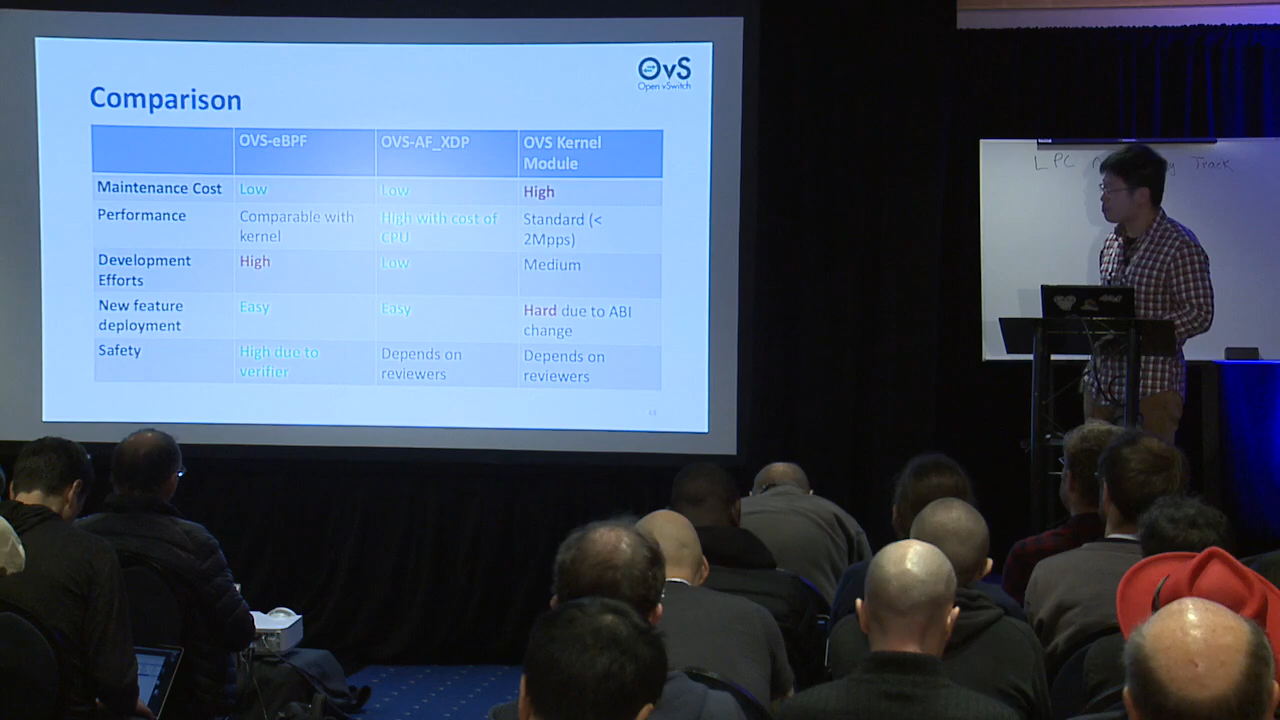 OvS
Open vSwitch
Comparison
OVS-eBPF OVS-AF_XDP OVS Kernel Module
Maintenance Cost Low Low High
Performance Comparable with kernel High with cost of CPU Standard (< 2Mpps)
Development Efforts High Low Medium
New feature deployment Easy Easy Hard due to ABI change
Safety High due to verifier Depends on reviewers Depends on reviewers
48
LPC
Track